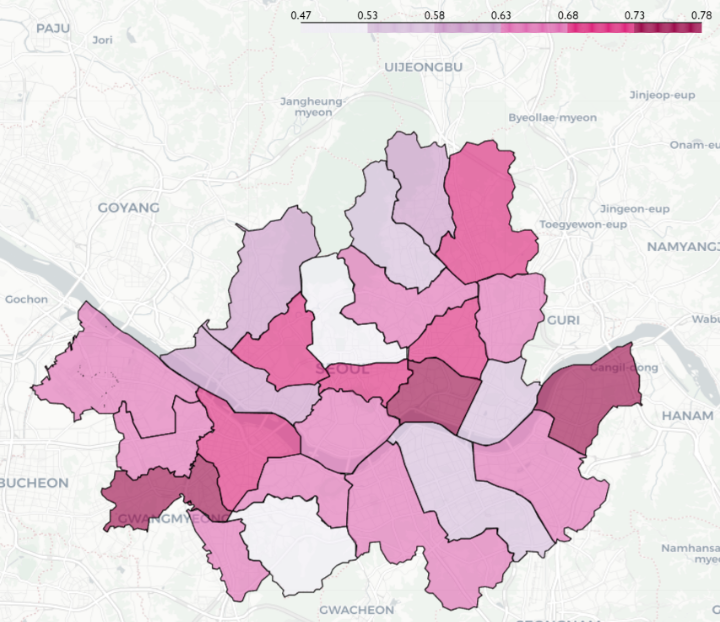 0.47 0.53 0.58 0.63 0.68 0.73 0.78
PAJU
Jori
UIJEONGBU
Jinjeop-eup
Jangheung
myeon
Byeollae-myeon
Onam-eu
GOYANG
Jingeon-eup
Toegyewon-eup
NAMYANGJ
Gochon
GURI
Wabu
SEOUL
Gangil-dong
HANAM
BUCHEON
GWANGMYEONG
Namhansa
myeo
GWACHEON